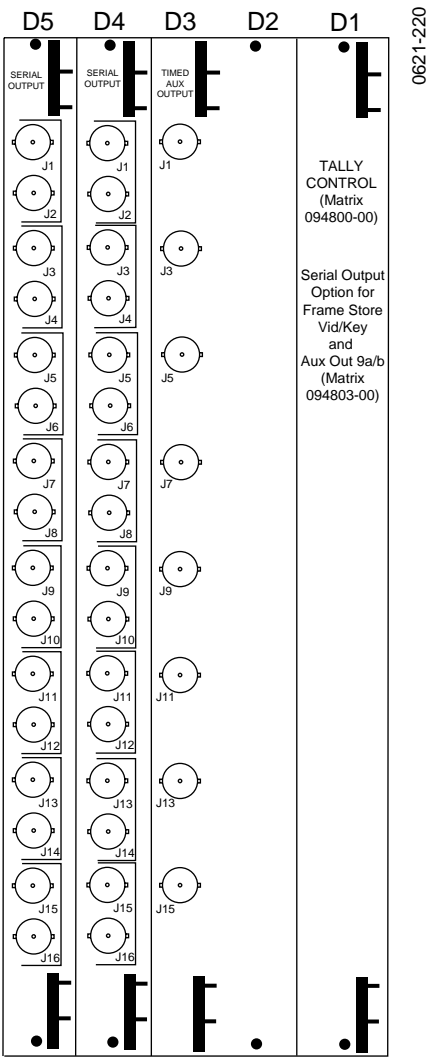 D5 D4 D3 D2 D1
0621-220
SERIAL
OUTPUT
J1
J2
J3
J4
J5
J6
J7
J8
J9
J10
J11
J12
J13
J14
J15
J16
SERIAL
OUTPUT
J1
J2
J3
J4
J5
J6
J7
J8
J9
J10
J11
J12
J13
J14
J15
J16
TIMED
AUX
OUTPUT
J1
J3
J5
J7
J9
J11
J13
J15
TALLY
CONTROL
(Matrix
094800-00)
Serial Output
Option for
Frame Store
Vid/Key
and
Aux Out 9a/b
(Matrix
094803-00)